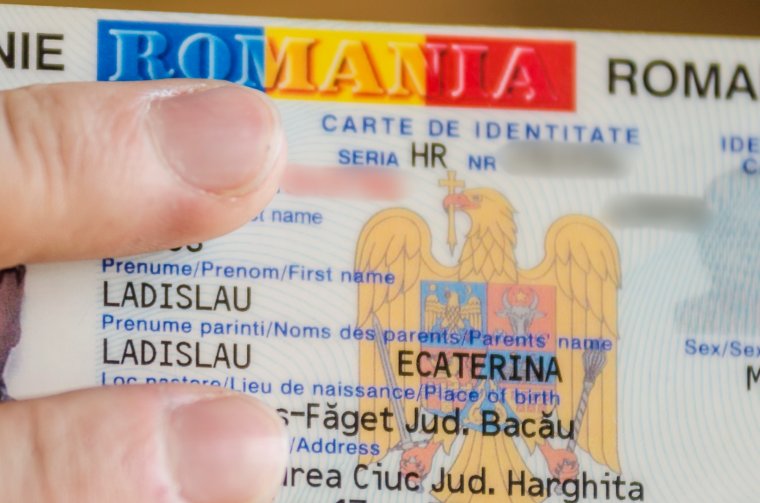 NIE ROMANIA ROMA
CARTE DE IDENTITATE
SERIA HR NR
name
Prenume/Prenom/First name
LADISLAU
Prenume parinti/Noms des parents/Parents' name
LADISLAU ECATERINA
Sex/Sex
Loc nastere/Lieu de naissance/Place of birth
M
s-Făget Jud. Bacău
/Address
Ciuc Jud. Harghita